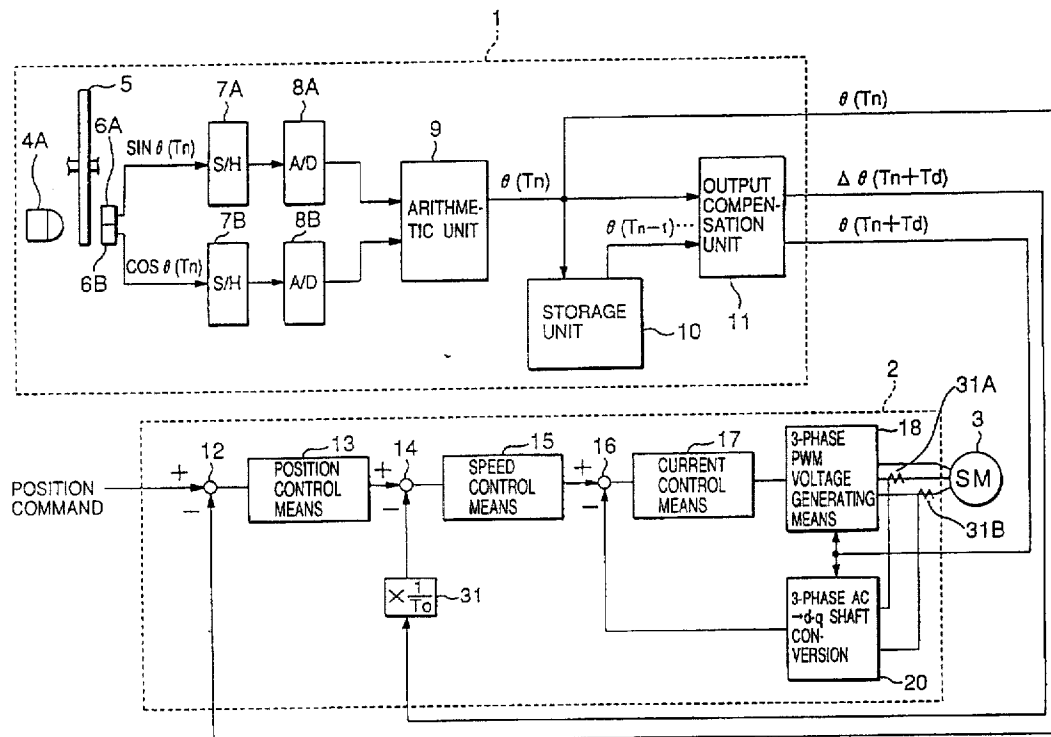 1
5
7A
8A
6A
4A
SIN θ (Tn)
9
θ (Tn)
S/H
A/D
OUTPUT
COMPEN-
SATION
UNIT
Δ θ (Tn+Td)
θ (Tn)
ARITHME-
TIC UNIT
7B
8B
θ (Tn-1)...
θ (Tn+Td)
6B
COS θ (Tn)
S/H
A/D
STORAGE
UNIT
10
11
2
31A
12
13
14
15
16
17
18
3
POSITION
COMMAND
+
−
POSITION
CONTROL
MEANS
+
−
SPEED
CONTROL
MEANS
+
−
CURRENT
CONTROL
MEANS
3-PHASE
PWM
VOLTAGE
GENERATING
MEANS
SM
31B
× 1/To
31
3-PHASE AC
→d-q SHAFT
CON-
VERSION
20